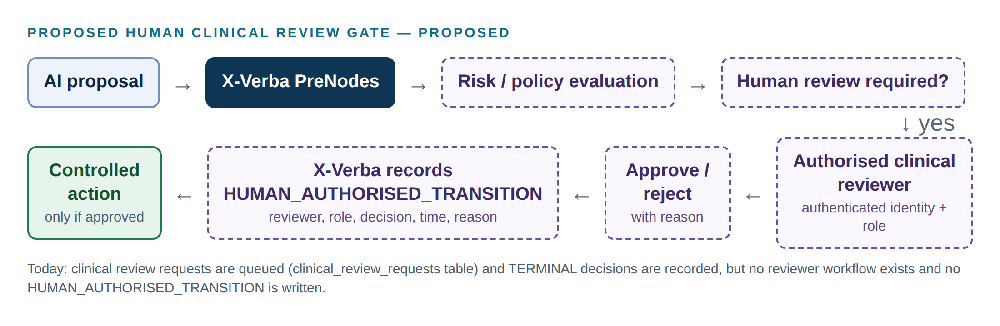 PROPOSED HUMAN CLINICAL REVIEW GATE — PROPOSED
AI proposal
→
X-Verba PreNodes
→
Risk / policy evaluation
→
Human review required?
↓ yes
Controlled
action
only if approved
←
X-Verba records
HUMAN_AUTHORISED_TRANSITION
reviewer, role, decision, time, reason
←
Approve /
reject
with reason
←
Authorised clinical
reviewer
authenticated identity +
role
Today: clinical review requests are queued (clinical_review_requests table) and TERMINAL decisions are recorded, but no reviewer workflow exists and no
HUMAN_AUTHORISED_TRANSITION is written.